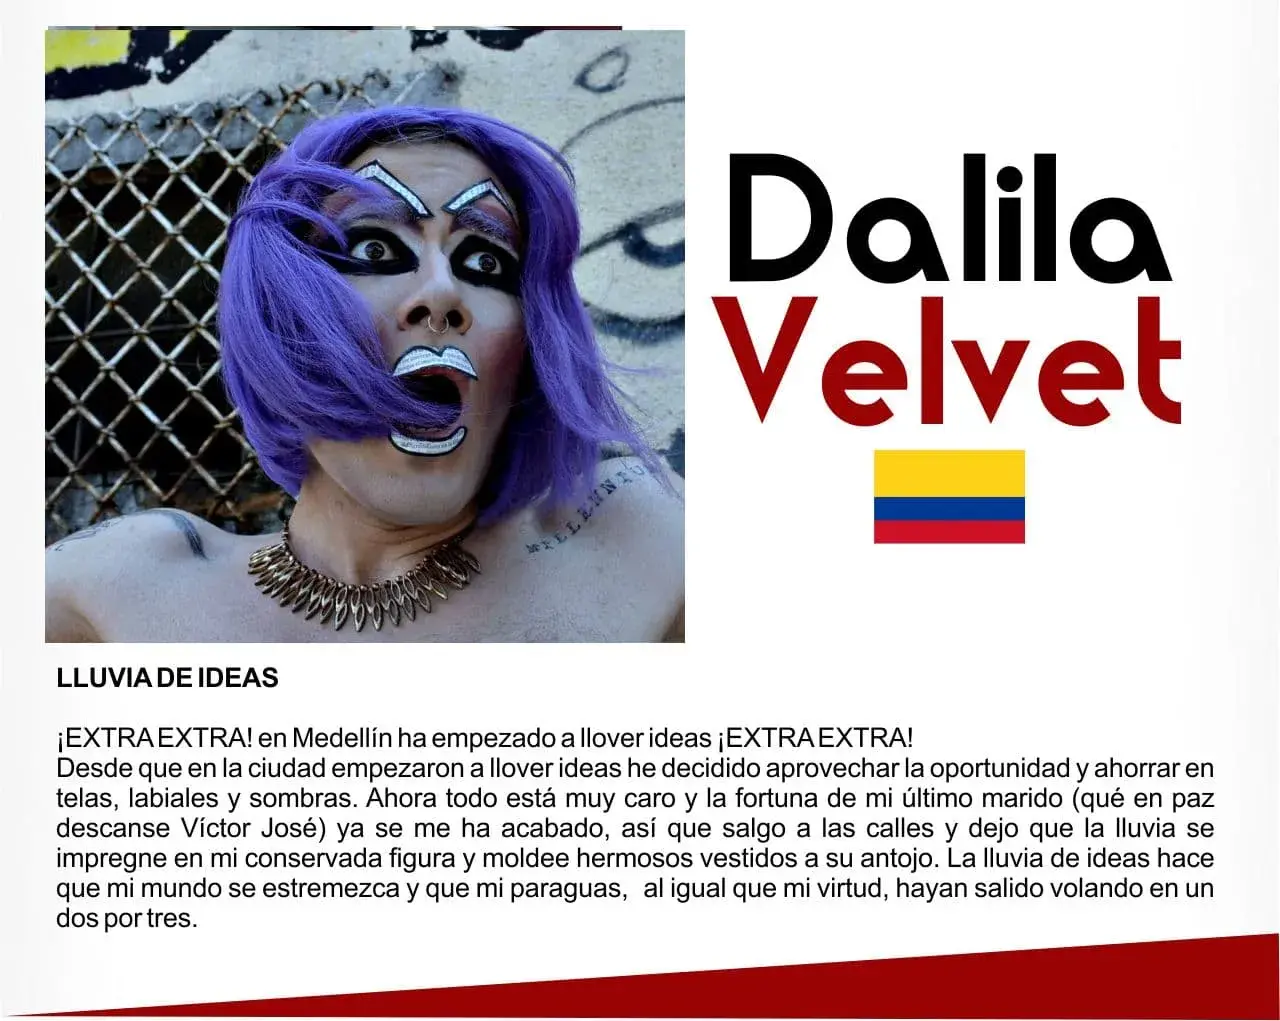 Dalila
Velvet
LLUVIA DE IDEAS
¡EXTRA EXTRA! en Medellín ha empezado a llover ideas ¡EXTRA EXTRA!
Desde que en la ciudad empezaron a llover ideas he decidido aprovechar la oportunidad y ahorrar en
telas, labiales y sombras. Ahora todo está muy caro y la fortuna de mi último marido (qué en paz
descanse Víctor José) ya se me ha acabado, así que salgo a las calles y dejo que la lluvia se
impregne en mi conservada figura y moldee hermosos vestidos a su antojo. La lluvia de ideas hace
que mi mundo se estremezca y que mi paraguas, al igual que mi virtud, hayan salido volando en un
dos por tres.